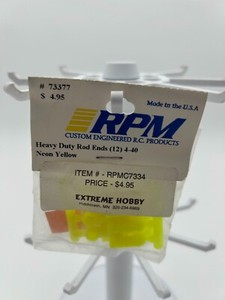 # 73377
$ 4.95
Made in the U.S.A
RPM
CUSTOM ENGINEERED R.C. PRODUCTS
Heavy Duty Rod Ends (12) 4-40
Neon Yellow
ITEM # - RPMC7334
PRICE - $4.95
EXTREME HOBBY